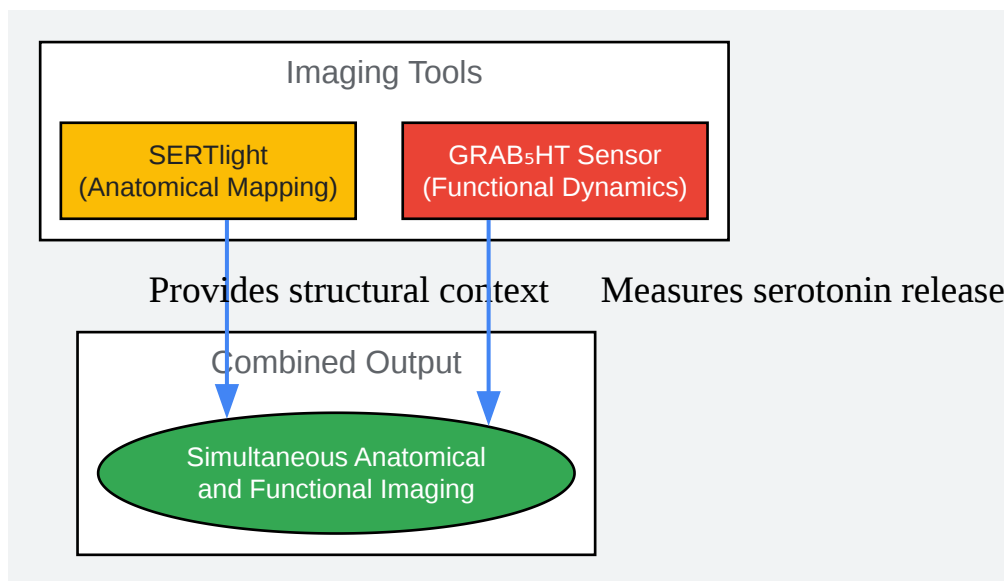 Imaging Tools
SERTlight
(Anatomical Mapping)
GRAB₅HT Sensor
(Functional Dynamics)
Provides structural context
Measures serotonin release
Combined Output
Simultaneous Anatomical
and Functional Imaging